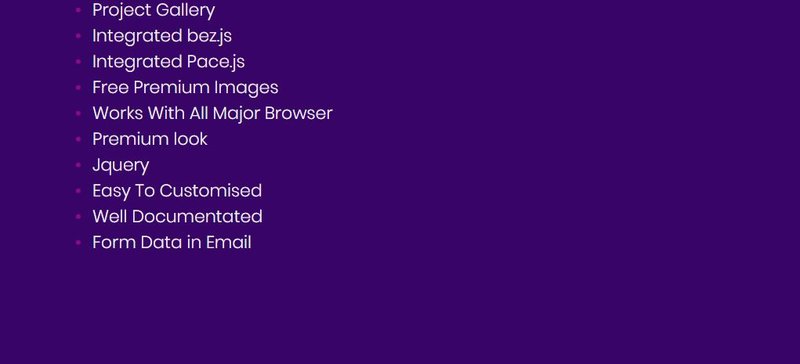 Project Gallery
Integrated bez.js
Integrated Pace.js
Free Premium Images
Works With All Major Browser
Premium look
Jquery
Easy To Customised
Well Documentated
Form Data in Email